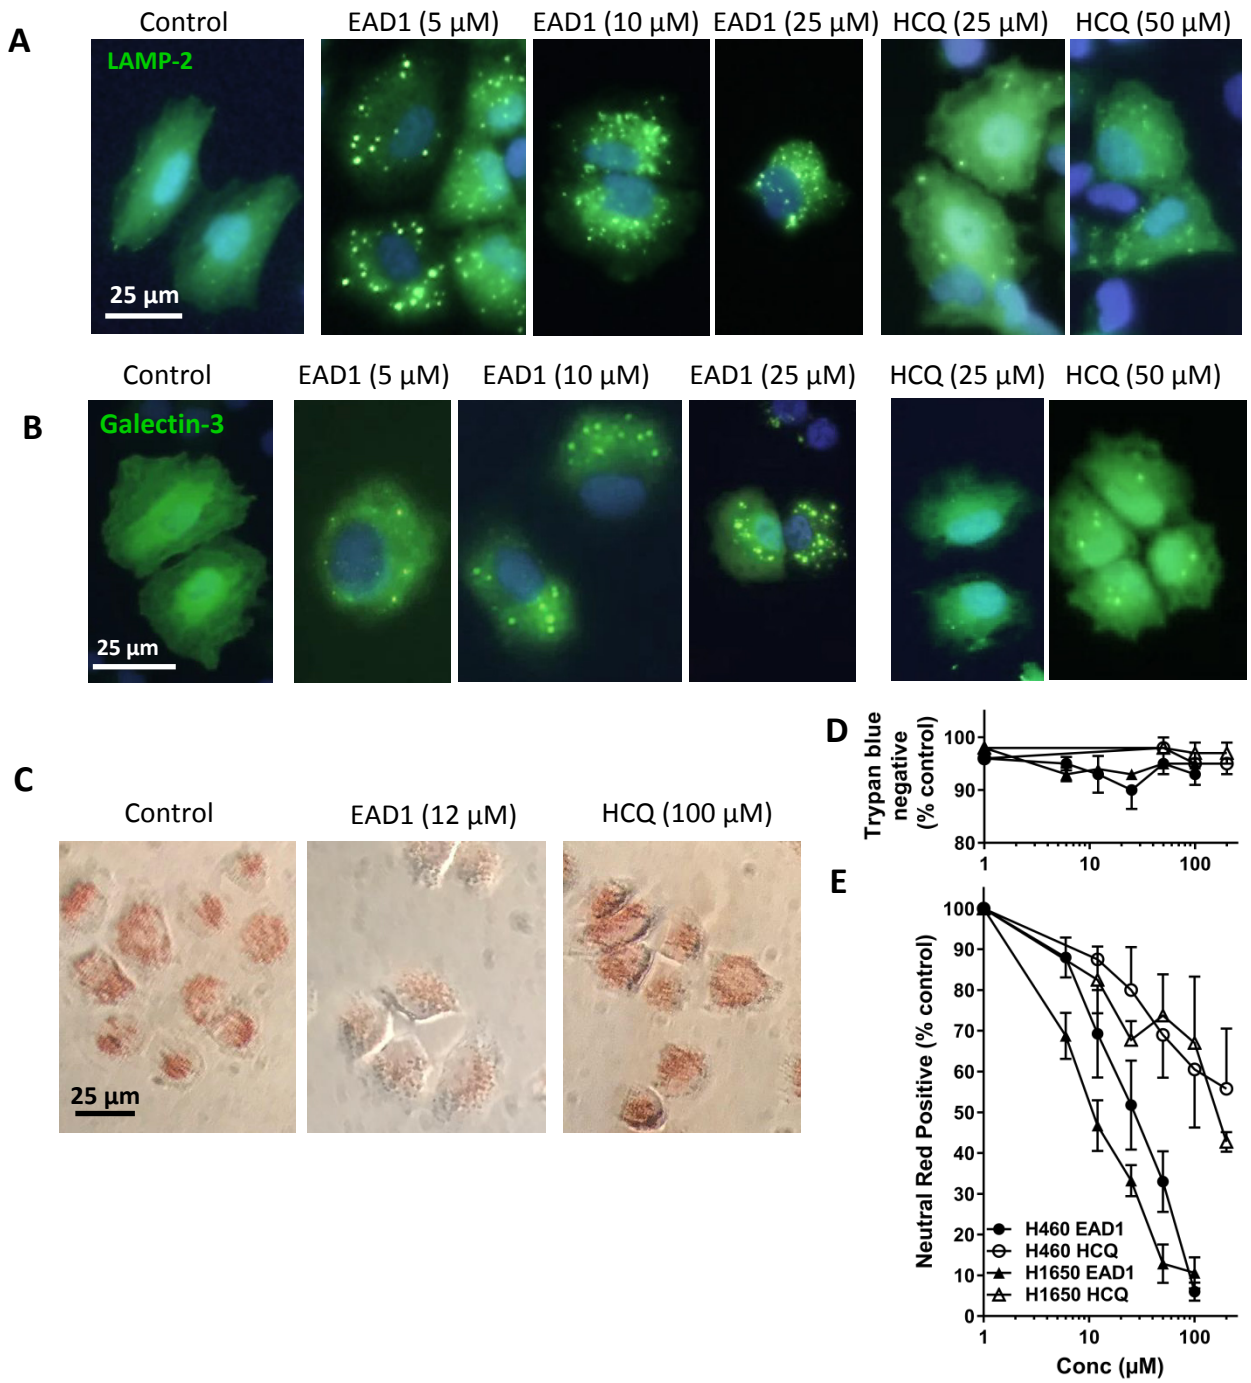 A
Control
EAD1 (5 µM)
EAD1 (10 µM)
EAD1 (25 µM)
HCQ (25 µM)
HCQ (50 µM)
LAMP-2
25 µm
B
Control
EAD1 (5 µM)
EAD1 (10 µM)
EAD1 (25 µM)
HCQ (25 µM)
HCQ (50 µM)
Galectin-3
25 µm
C
Control
EAD1 (12 µM)
HCQ (100 µM)
25 µm
D
Trypan blue
negative
(% control)
100
90
80
1
10
100
E
Neutral Red Positive (% control)
100
90
80
70
60
50
40
30
20
10
0
H460 EAD1
H460 HCQ
H1650 EAD1
H1650 HCQ
1
10
100
Conc (µM)